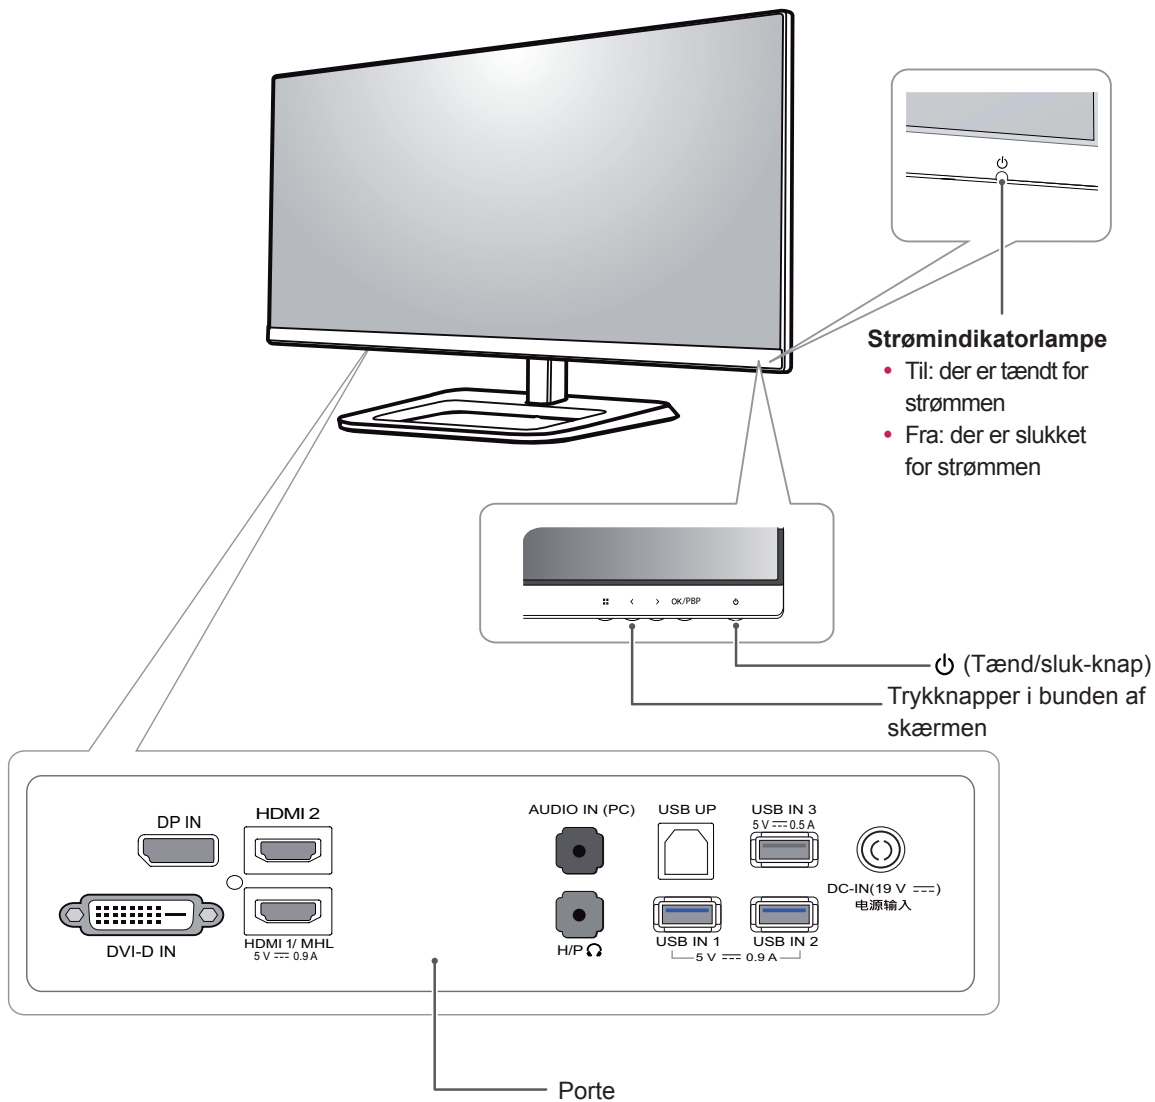 Strømindikatorlampe
• Til: der er tændt for
strømmen
• Fra: der er slukket
for strømmen
OK/PBP
(Tænd/sluk-knap)
Trykknapper i bunden af
skærmen
DP IN
HDMI 2
AUDIO IN (PC)
USB UP
USB IN 3
5 V ⎓ 0.5 A
DC-IN(19 V ⎓)
电源输入
DVI-D IN
HDMI 1/ MHL
5 V ⎓ 0.9 A
H/P
USB IN 1
USB IN 2
5 V ⎓ 0.9 A
Porte